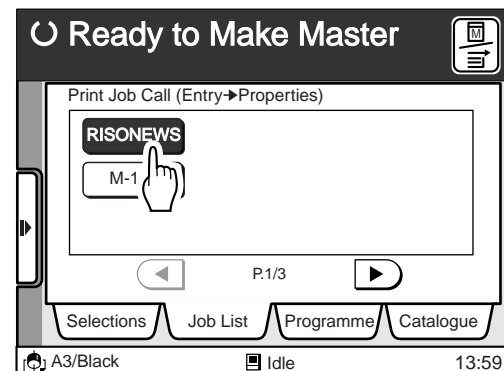 Ready to Make Master
M
Print Job Call (Entry→Properties)
RISONEWS
M-1
P.1/3
Selections Job List Programme Catalogue
A3/Black Idle 13:59